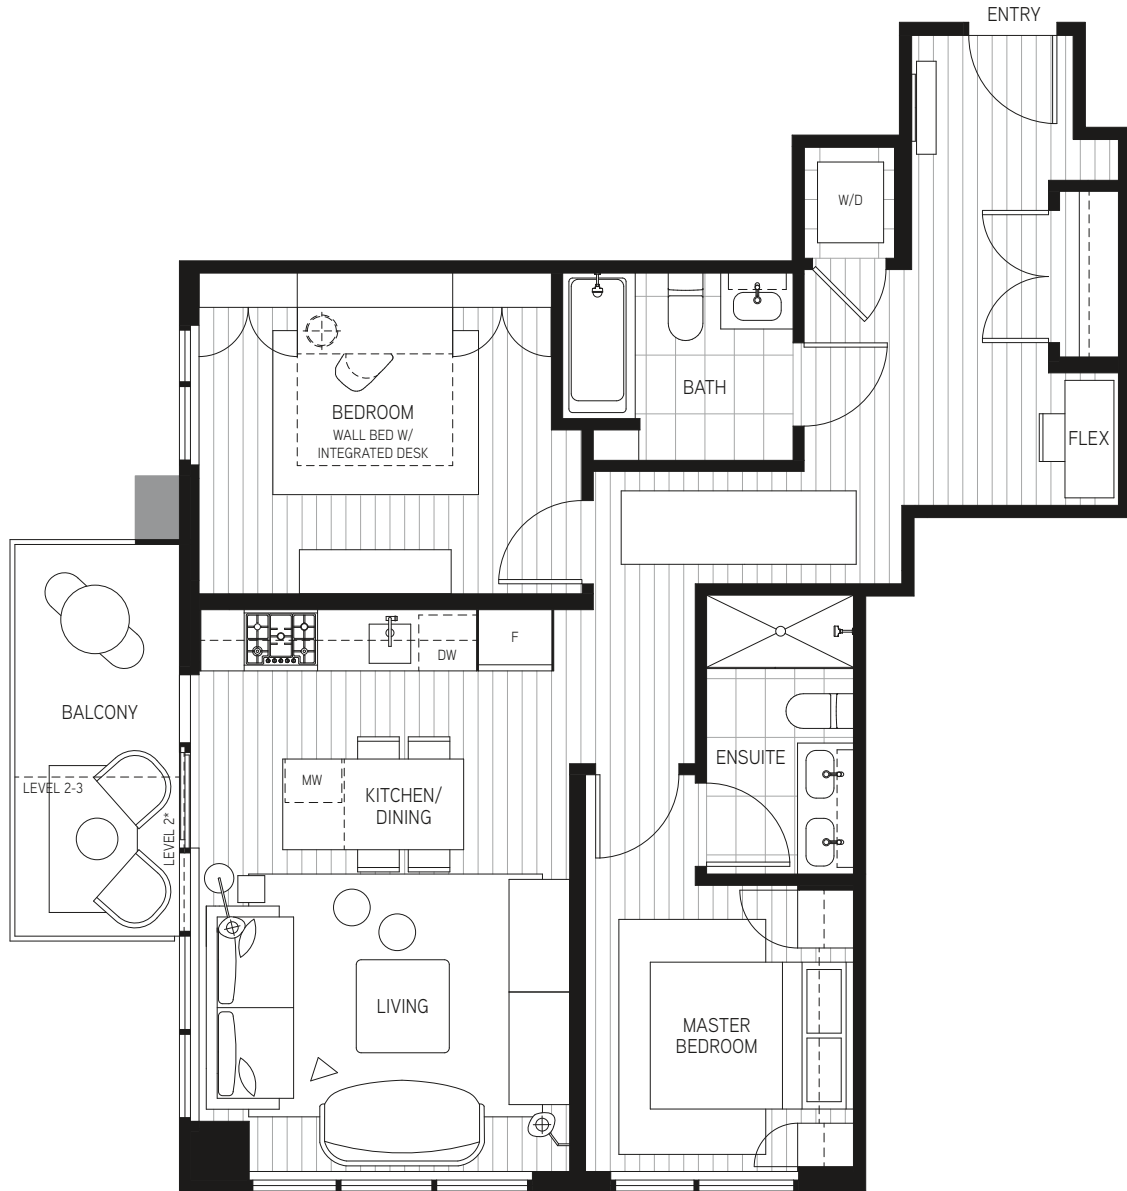 ENTRY
W/D
BATH
BEDROOM
WALL BED W/
INTEGRATED DESK
FLEX
F
DW
BALCONY
ENSUITE
MW
KITCHEN/
DINING
LEVEL 2-3
LEVEL 2*
LIVING
MASTER
BEDROOM